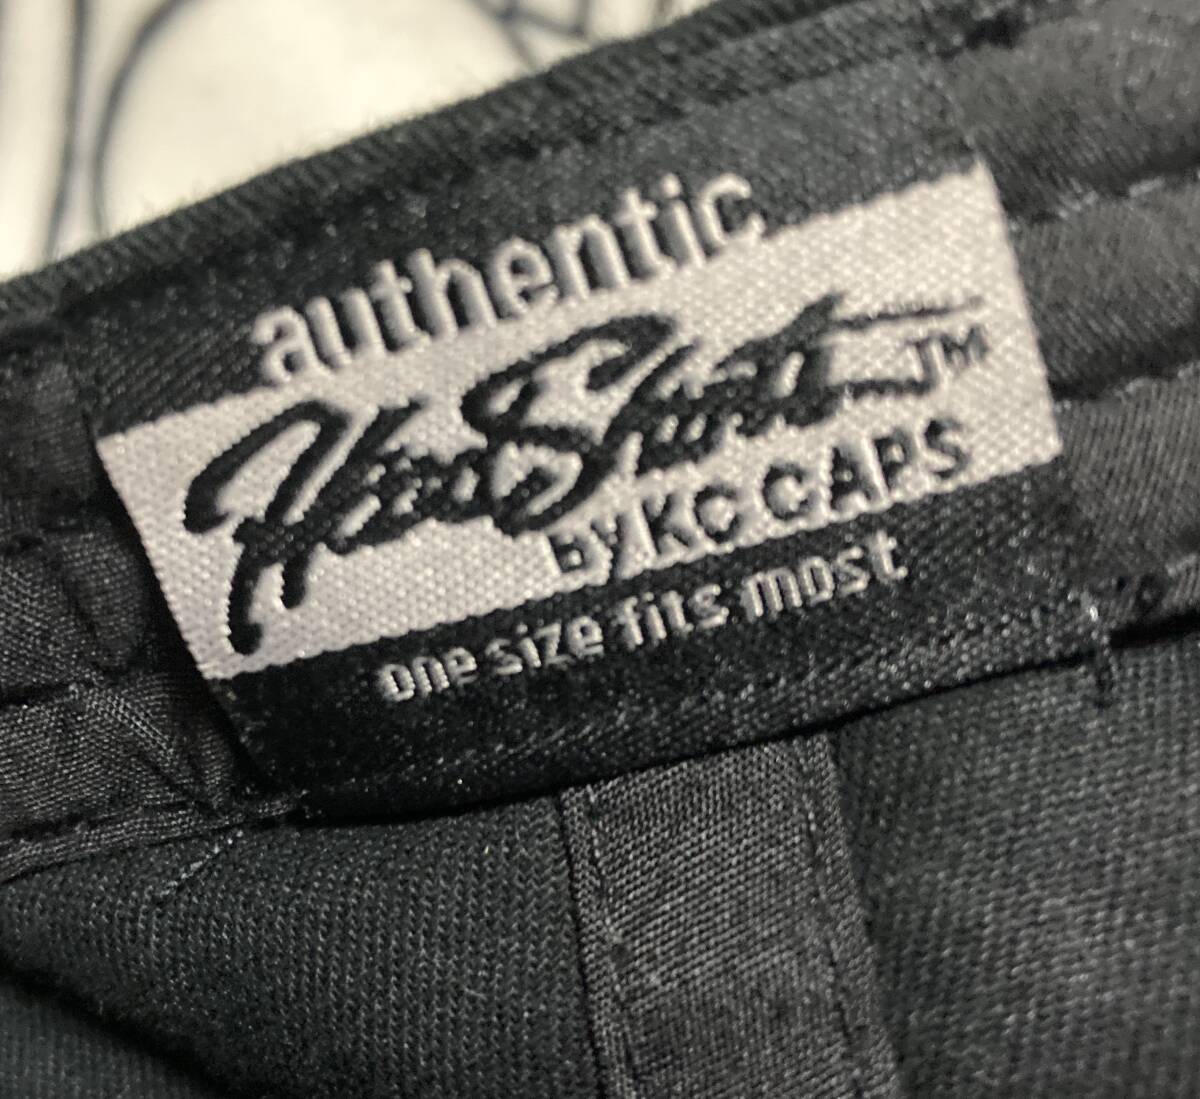 authentic
TM
BY KC CAPS
one size fits most